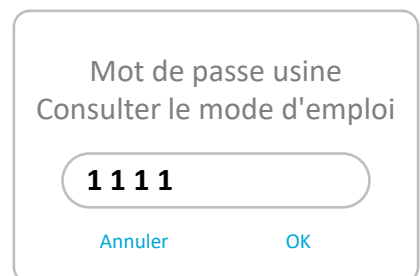 Mot de passe usine
Consulter le mode d'emploi
1 1 1 1
Annuler OK